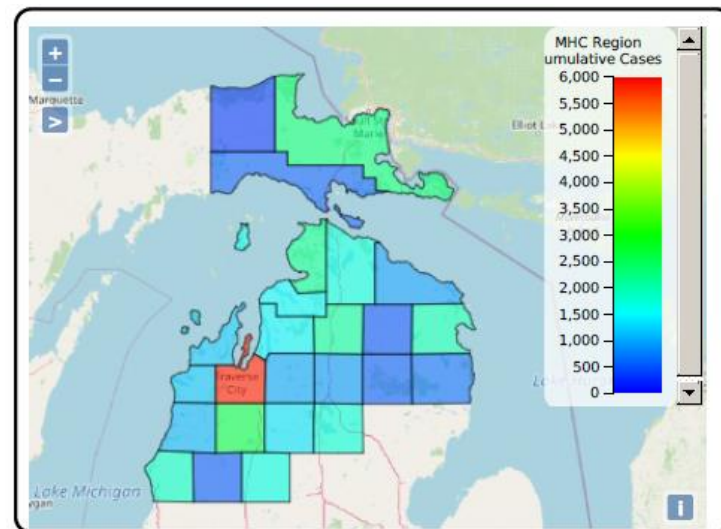 +
−
>
Marquette
Marie
Elliot Lake
MHC Region
umulative Cases
6,000
5,500
5,000
4,500
4,000
3,500
3,000
2,500
2,000
1,500
1,000
500
0
Traverse
City
Lake Michigan
i